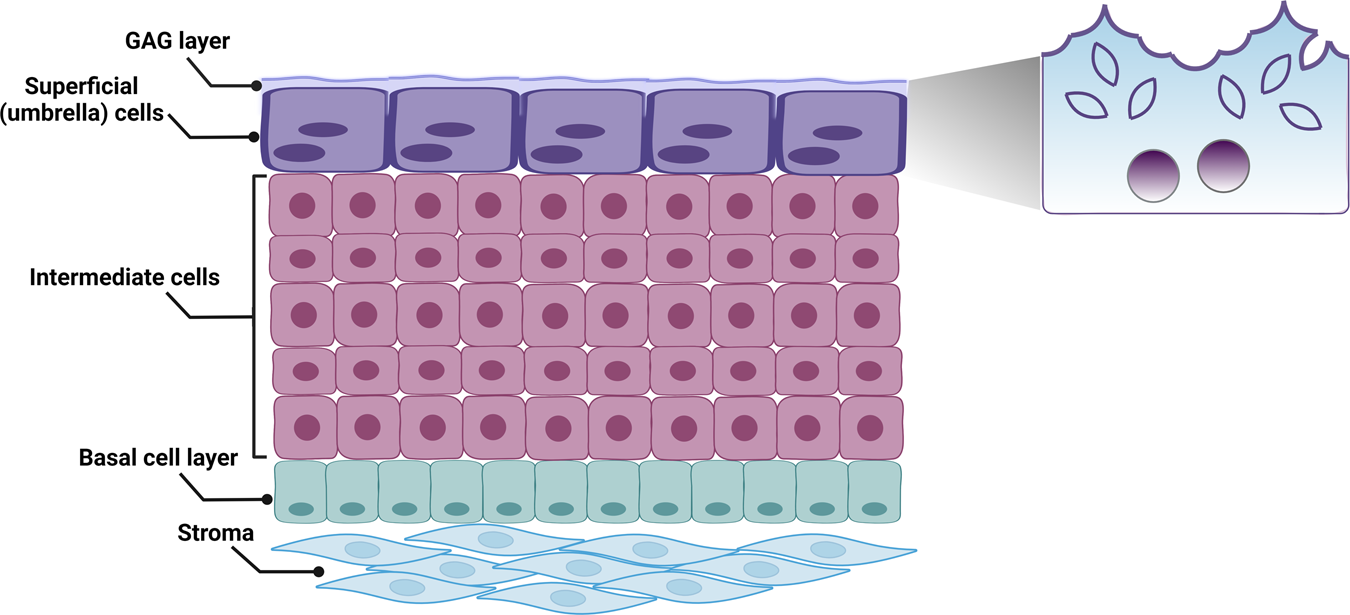 GAG layer
Superficial
(umbrella) cells
Intermediate cells
Basal cell layer
Stroma